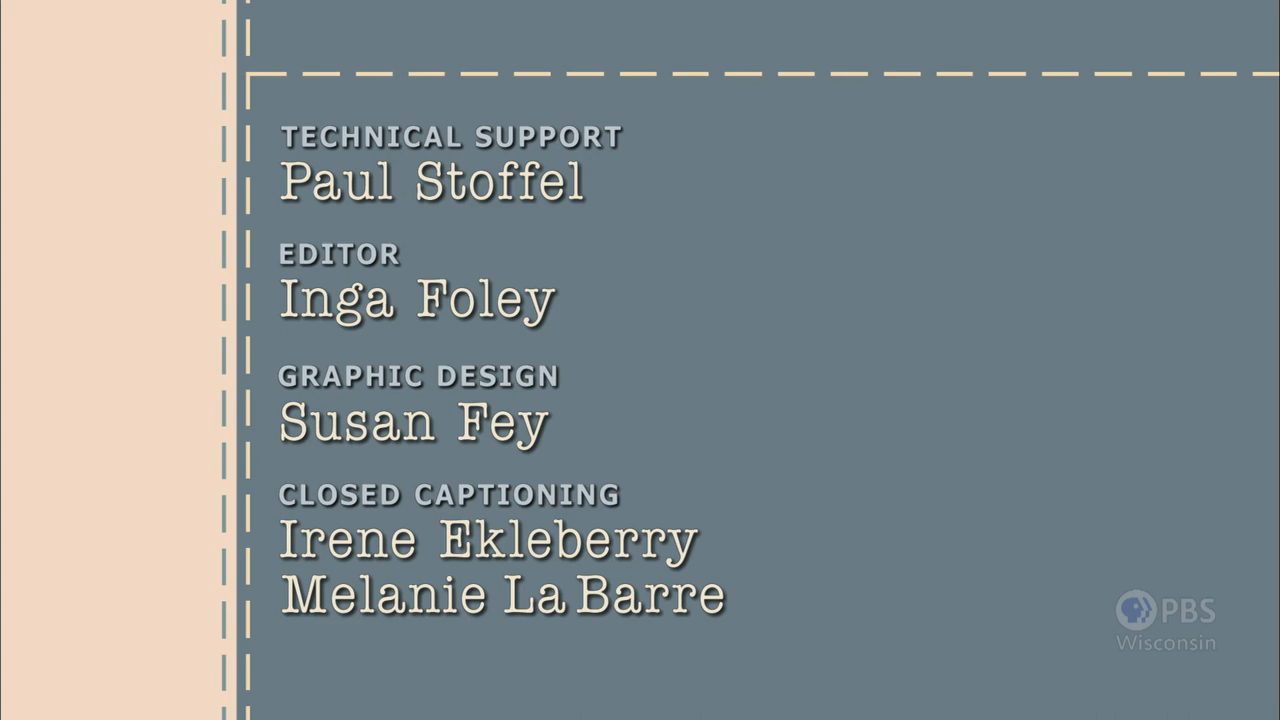 TECHNICAL SUPPORT
Paul Stoffel
EDITOR
Inga Foley
GRAPHIC DESIGN
Susan Fey
CLOSED CAPTIONING
Irene Ekleberry
Melanie La Barre
PBS
Wisconsin